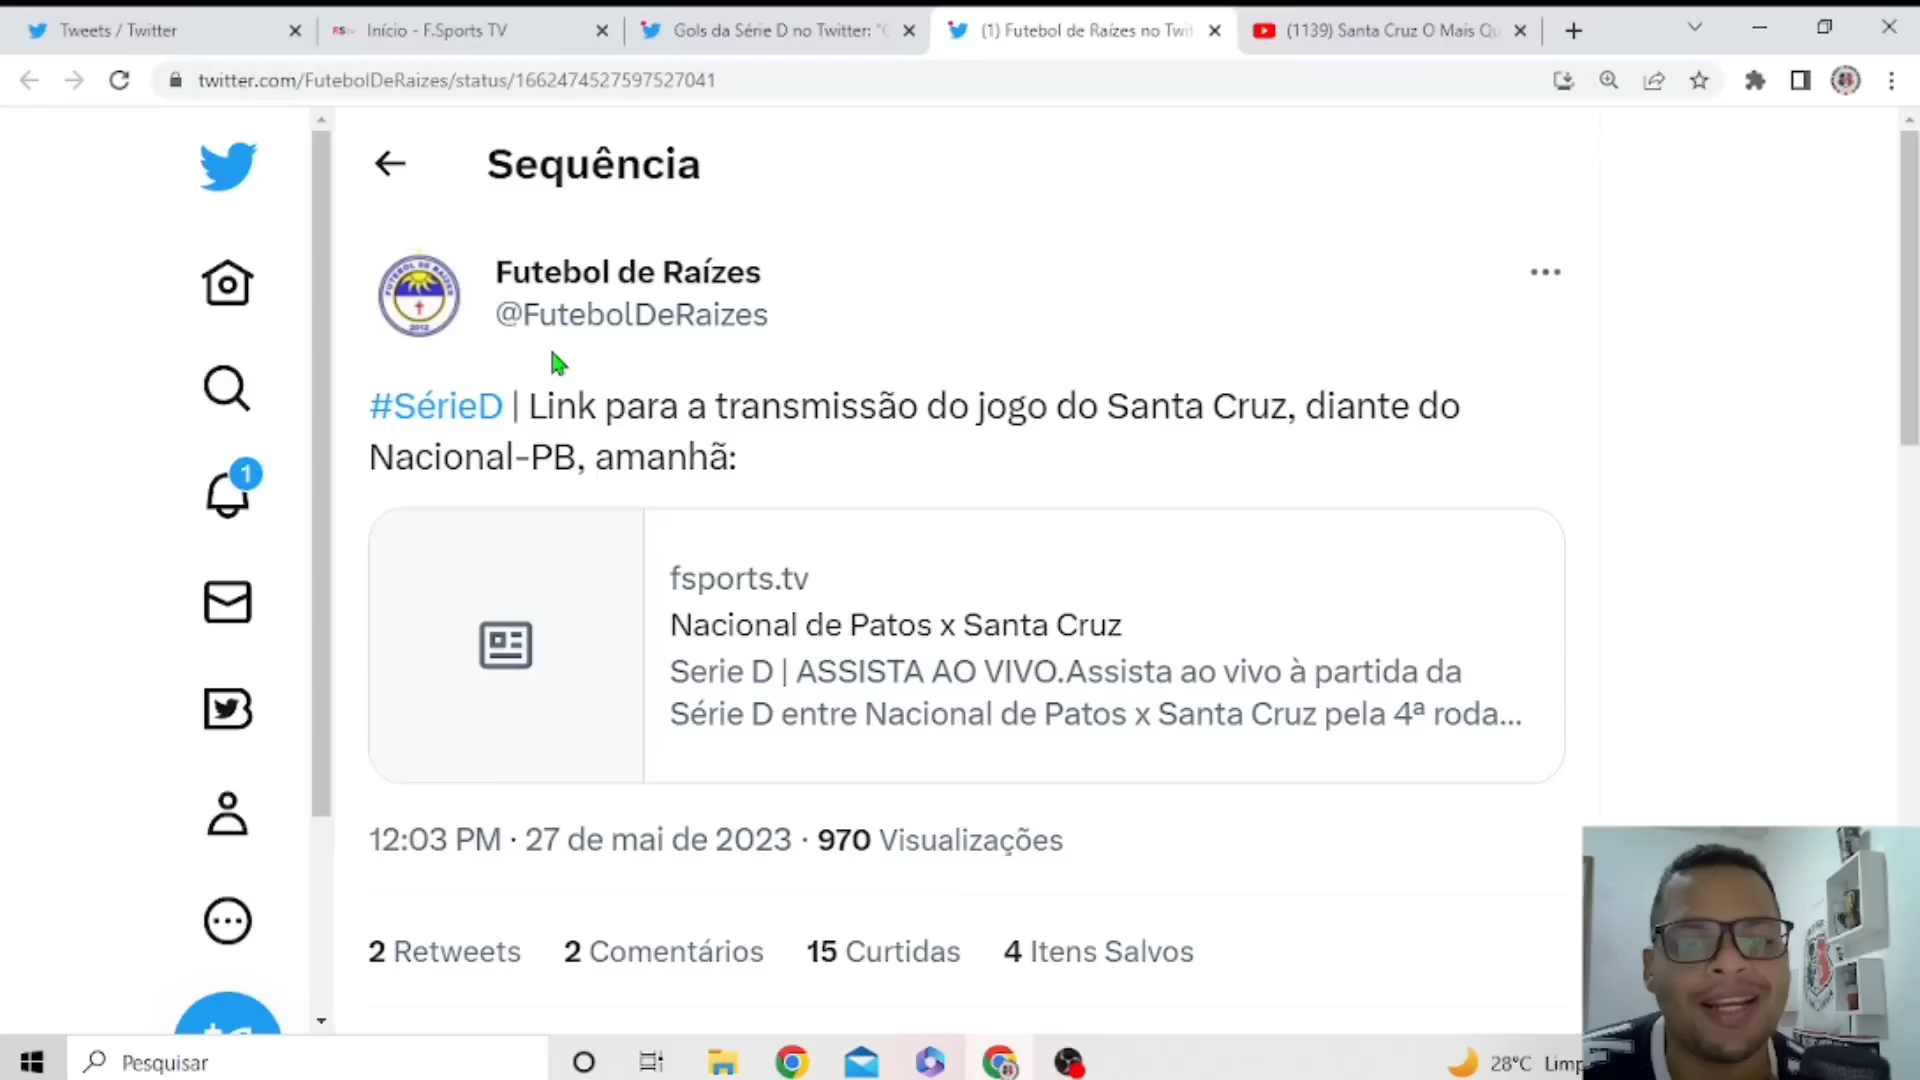 Tweets / Twitter
Início - F.Sports TV
Gols da Série D no Twitter: "G
(1) Futebol de Raízes no Twit
(1139) Santa Cruz O Mais Qu
twitter.com/FutebolDeRaizes/status/1662474527597527041
Sequência
Futebol de Raízes
@FutebolDeRaizes
#SérieD | Link para a transmissão do jogo do Santa Cruz, diante do
Nacional-PB, amanhã:
1
fsports.tv
Nacional de Patos x Santa Cruz
Serie D | ASSISTA AO VIVO.Assista ao vivo à partida da
Série D entre Nacional de Patos x Santa Cruz pela 4ª roda...
12:03 PM · 27 de mai de 2023 · 970 Visualizações
2 Retweets 2 Comentários 15 Curtidas 4 Itens Salvos
Pesquisar
28°C Limp